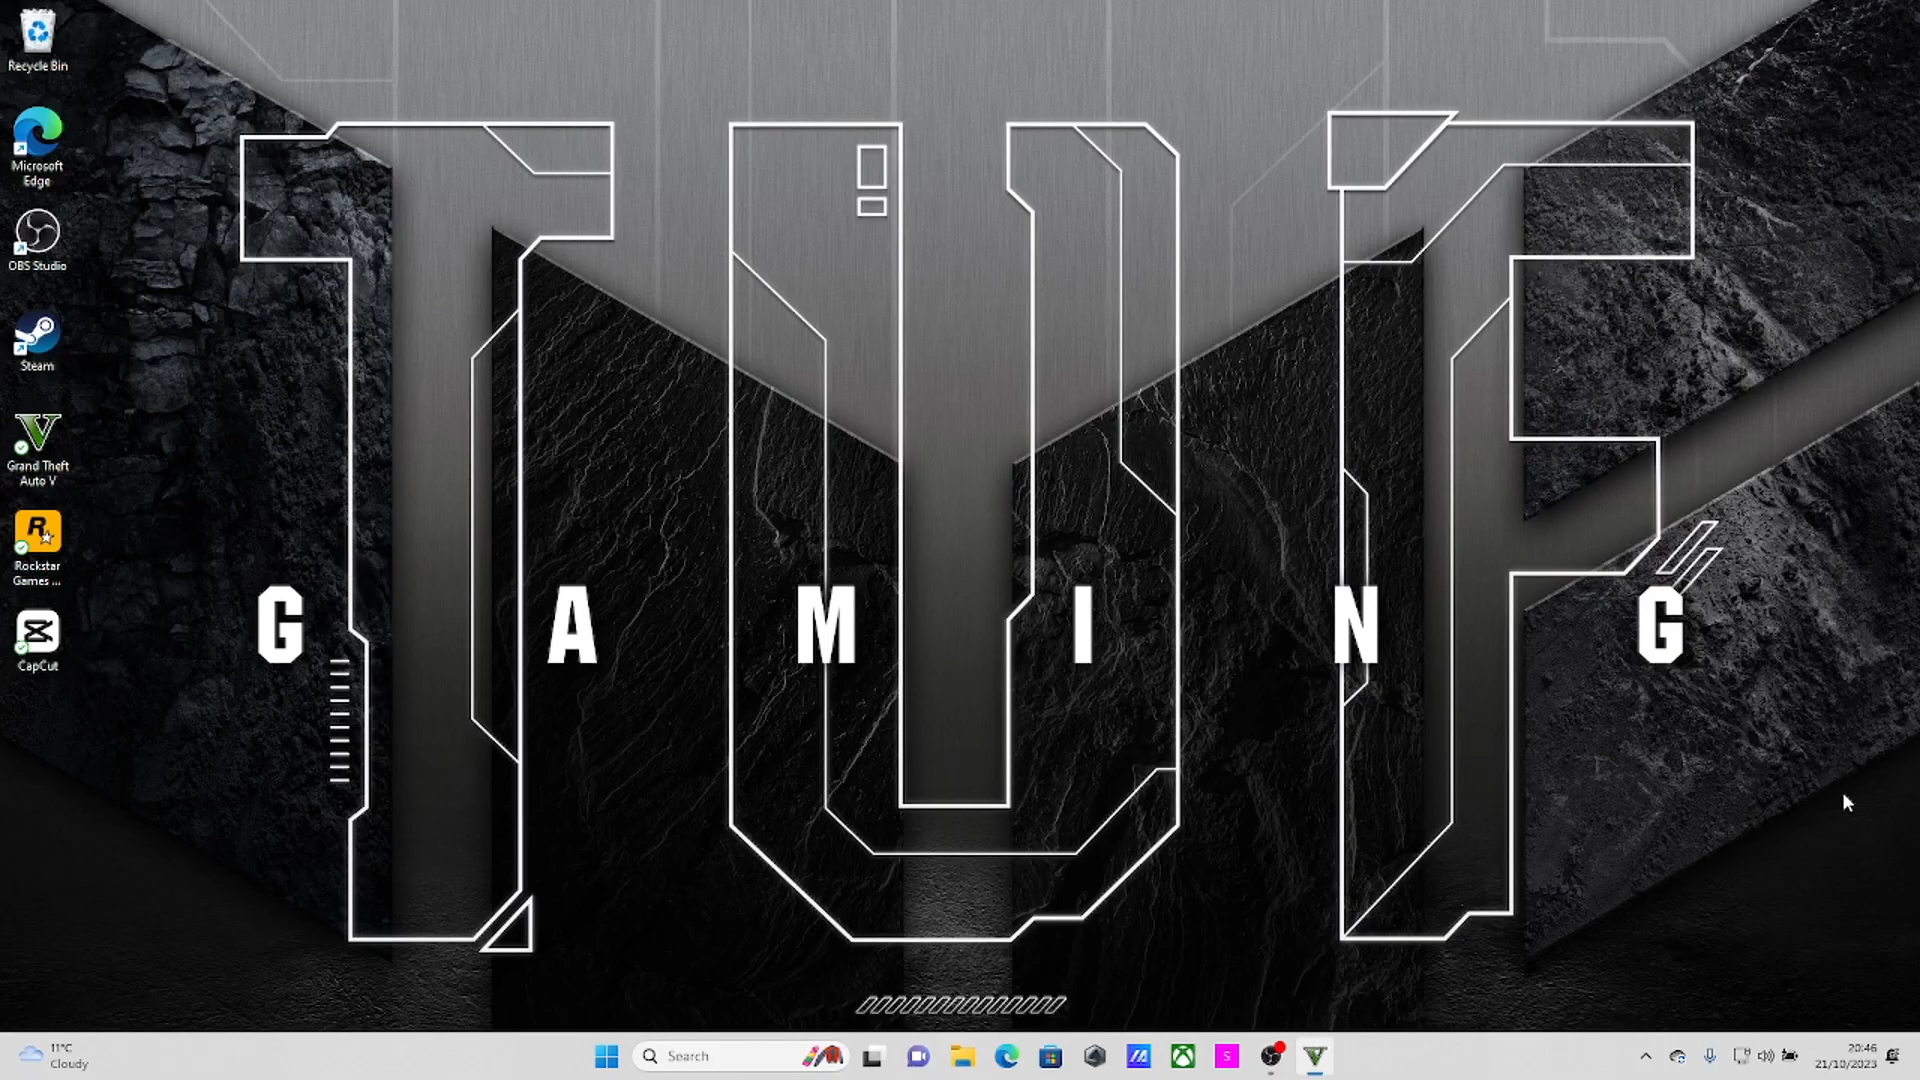 Recycle Bin
Microsoft
Edge
OBS Studio
Steam
Grand Theft
Auto V
Rockstar
Games ...
CapCut
TUF
GAMING
11°C
Cloudy
Search
20:46
21/10/2023